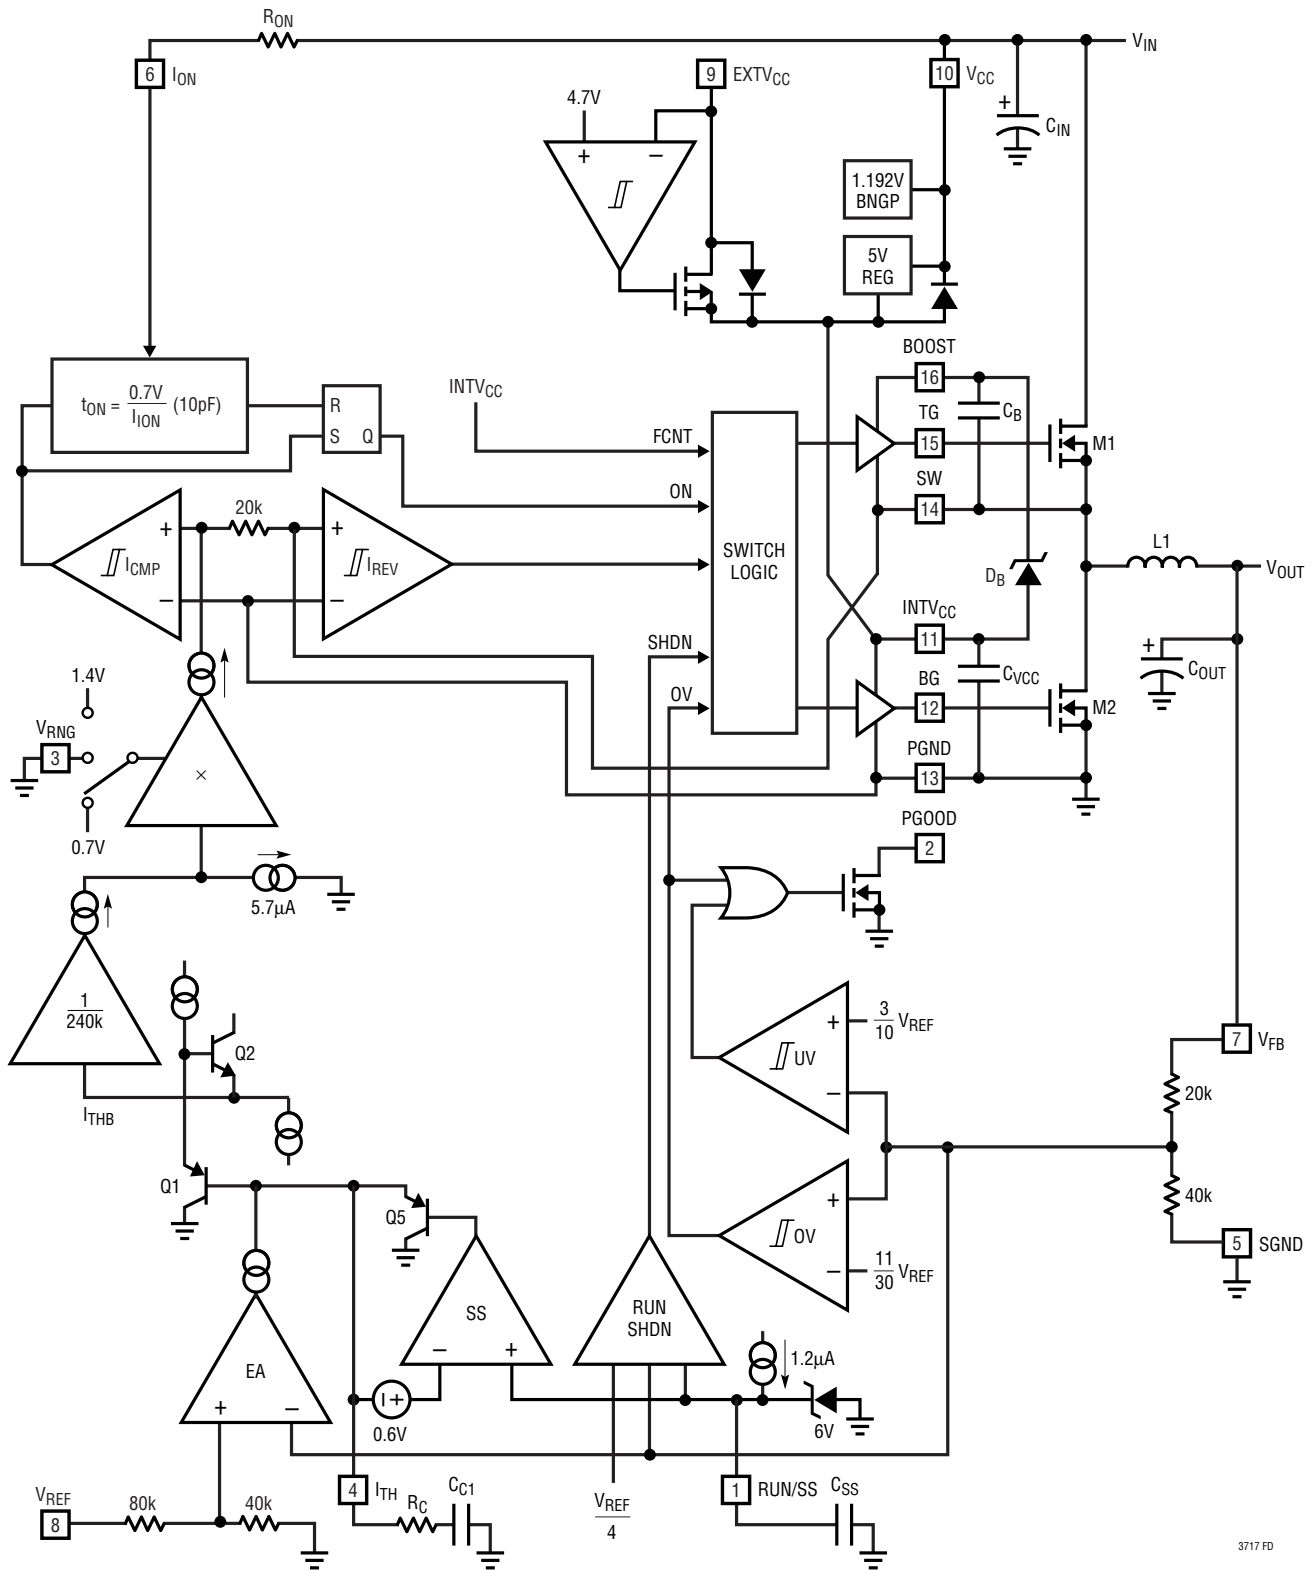 R_ON
V_IN
6 I_ON
9 EXTV_CC
10 V_CC
4.7V
+ −
+ C_IN
1.192V
BNGP
5V
REG
t_ON = 0.7V / I_ION (10pF)
R
S Q
INTV_CC
FCNT
ON
SHDN
OV
SWITCH
LOGIC
BOOST
16
TG
15
SW
14
C_B
M1
D_B
L1
V_OUT
INTV_CC
11
BG
12
PGND
13
C_VCC
M2
+ C_OUT
20k
+ I_CMP −
+ I_REV −
1.4V
V_RNG
3
0.7V
×
5.7µA
1 / 240k
I_THB
Q2
Q1
Q5
PGOOD
2
+ UV −
3/10 V_REF
+ OV −
11/30 V_REF
7 V_FB
20k
40k
5 SGND
EA
+ −
SS
− +
RUN
SHDN
1.2µA
6V
+
0.6V
V_REF
8
80k
40k
4 I_TH
R_C
C_C1
V_REF / 4
1 RUN/SS
C_SS
3717 FD